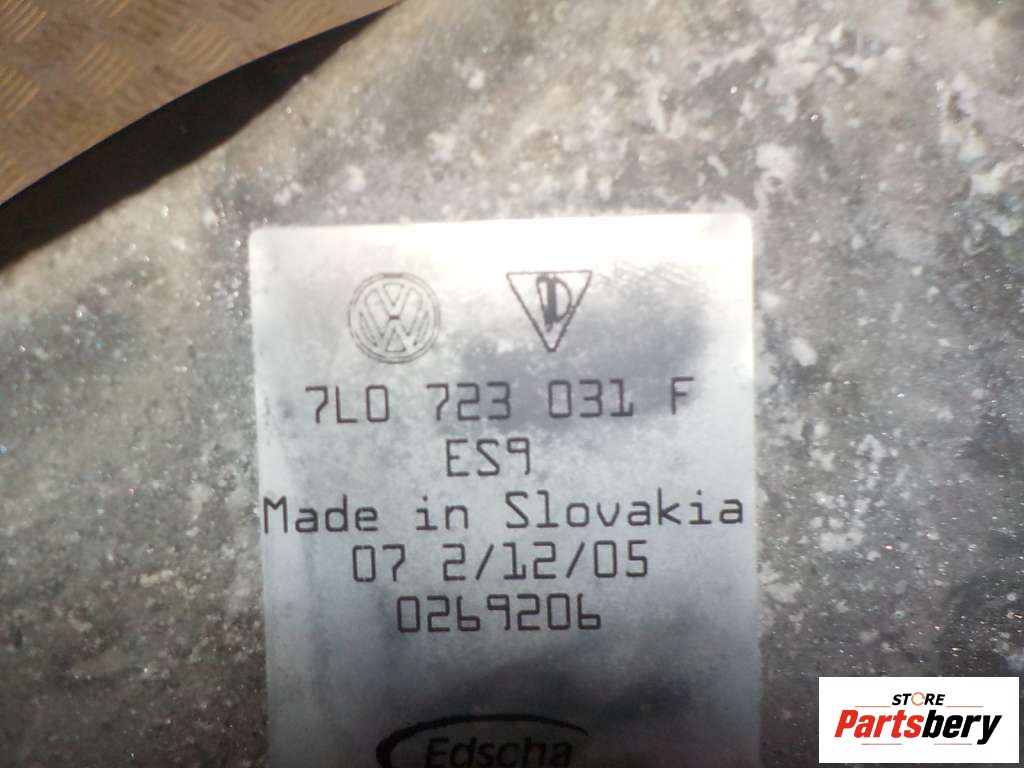 7L0 723 031 F
ES9
Made in Slovakia
07 2/12/05
0269206
Edscha
STORE
Partsbery